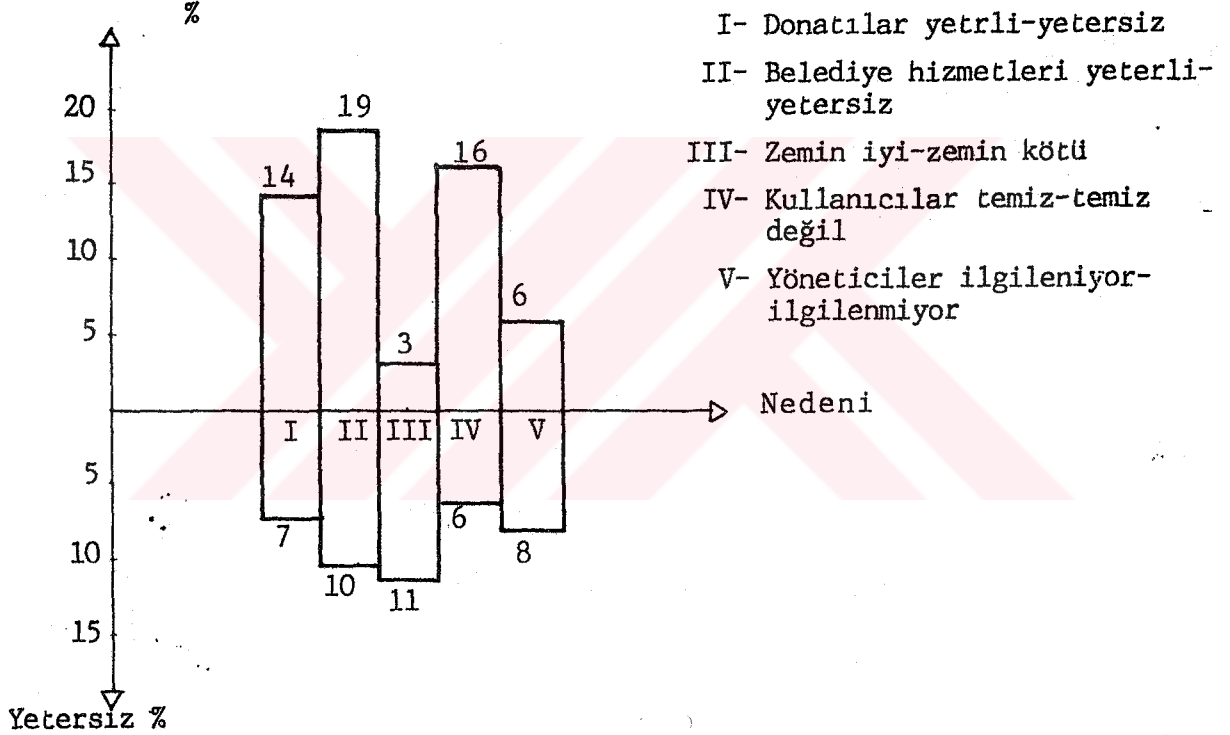 %
I- Donatılar yetrli-yetersiz
II- Belediye hizmetleri yeterli-
yetersiz
III- Zemin iyi-zemin kötü
IV- Kullanıcılar temiz-temiz
değil
V- Yöneticiler ilgileniyor-
ilgilenmiyor
20
19
15
14
16
10
5
3
6
Nedeni
I II III IV V
5
7
6
10
10
11
8
15
Yetersiz %